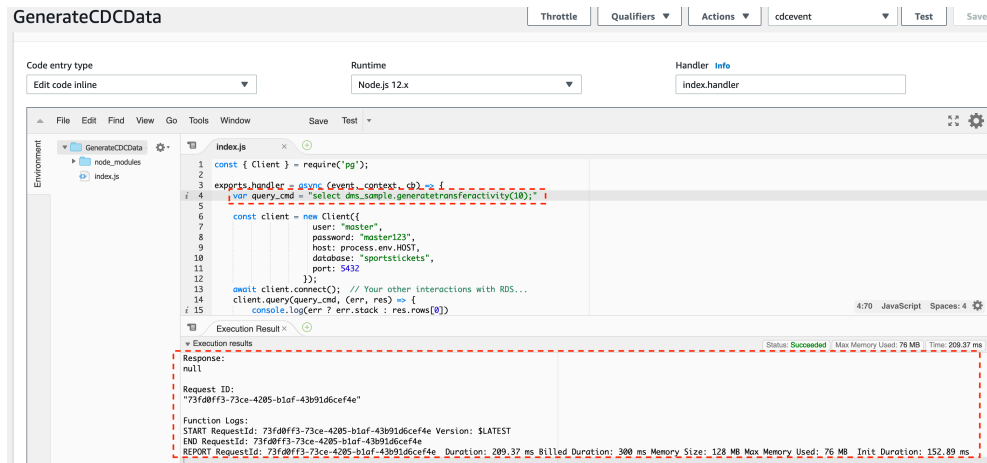 GenerateCDCData
Throttle
Qualifiers
Actions
cdcevent
Test
Save
Code entry type
Runtime
Handler Info
Edit code inline
Node.js 12.x
index.handler
File Edit Find View Go Tools Window Save Test
Environment
GenerateCDCData
node_modules
index.js
index.js
1 const { Client } = require('pg');
2
3 exports.handler = async (event, context, cb) => {
i 4 var query_cmd = "select dms_sample.generatetransferactivity(10);"
5
6 const client = new Client({
7 user: "master",
8 password: "master123",
9 host: process.env.HOST,
10 database: "sportstickets",
11 port: 5432
12 });
13 await client.connect(); // Your other interactions with RDS...
14 client.query(query_cmd, (err, res) => {
i 15 console.log(err ? err.stack : res.rows[0])
4:70 JavaScript Spaces: 4
Execution Result
Execution results
Status: Succeeded Max Memory Used: 76 MB Time: 209.37 ms
Response:
null
Request ID:
"73fd0ff3-73ce-4205-b1af-43b91d6cef4e"
Function Logs:
START RequestId: 73fd0ff3-73ce-4205-b1af-43b91d6cef4e Version: $LATEST
END RequestId: 73fd0ff3-73ce-4205-b1af-43b91d6cef4e
REPORT RequestId: 73fd0ff3-73ce-4205-b1af-43b91d6cef4e Duration: 209.37 ms Billed Duration: 300 ms Memory Size: 128 MB Max Memory Used: 76 MB Init Duration: 152.89 ms